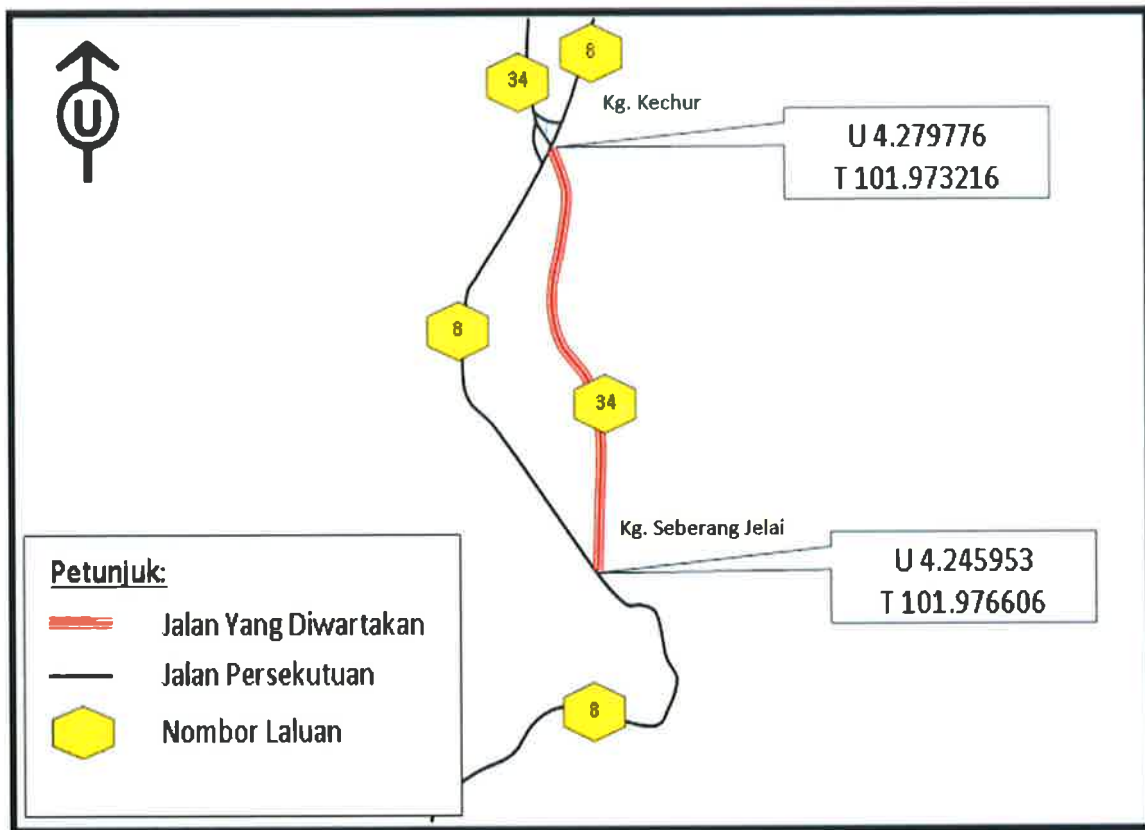 34
8
U
Kg. Kechur
U 4.279776
T 101.973216
8
34
Kg. Seberang Jelai
U 4.245953
T 101.976606
Petunjuk:
Jalan Yang Diwartakan
Jalan Persekutuan
Nombor Laluan
8